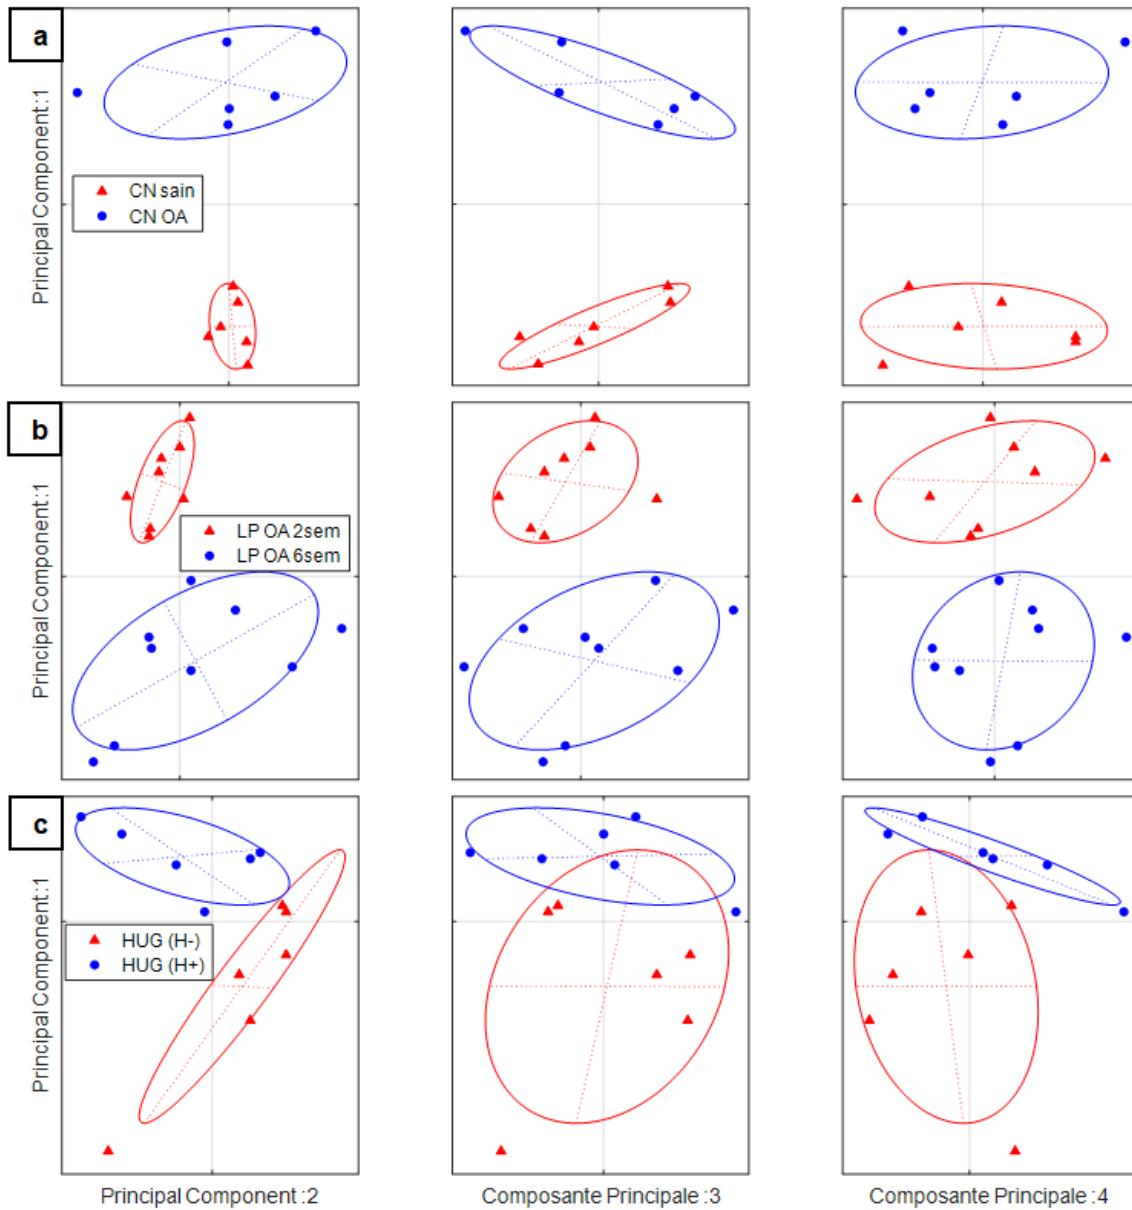 a
Principal Component :1
CN sain
CN OA
b
Principal Component :1
LP OA 2sem
LP OA 6sem
c
Principal Component :1
HUG (H-)
HUG (H+)
Principal Component :2
Composante Principale :3
Composante Principale :4